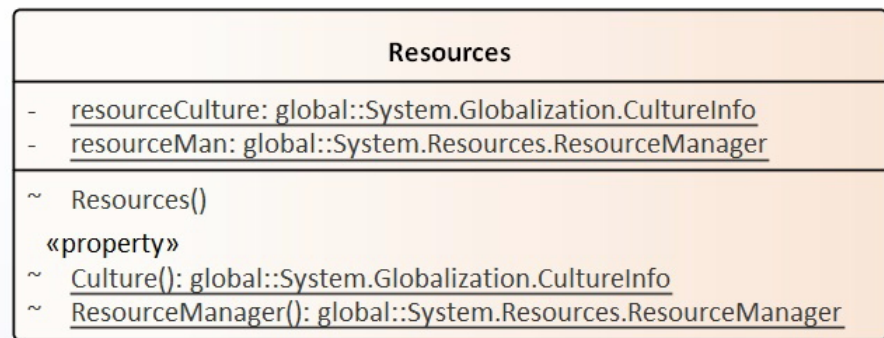 Resources
- resourceCulture: global::System.Globalization.CultureInfo
- resourceMan: global::System.Resources.ResourceManager
~ Resources()
«property»
~ Culture(): global::System.Globalization.CultureInfo
~ ResourceManager(): global::System.Resources.ResourceManager